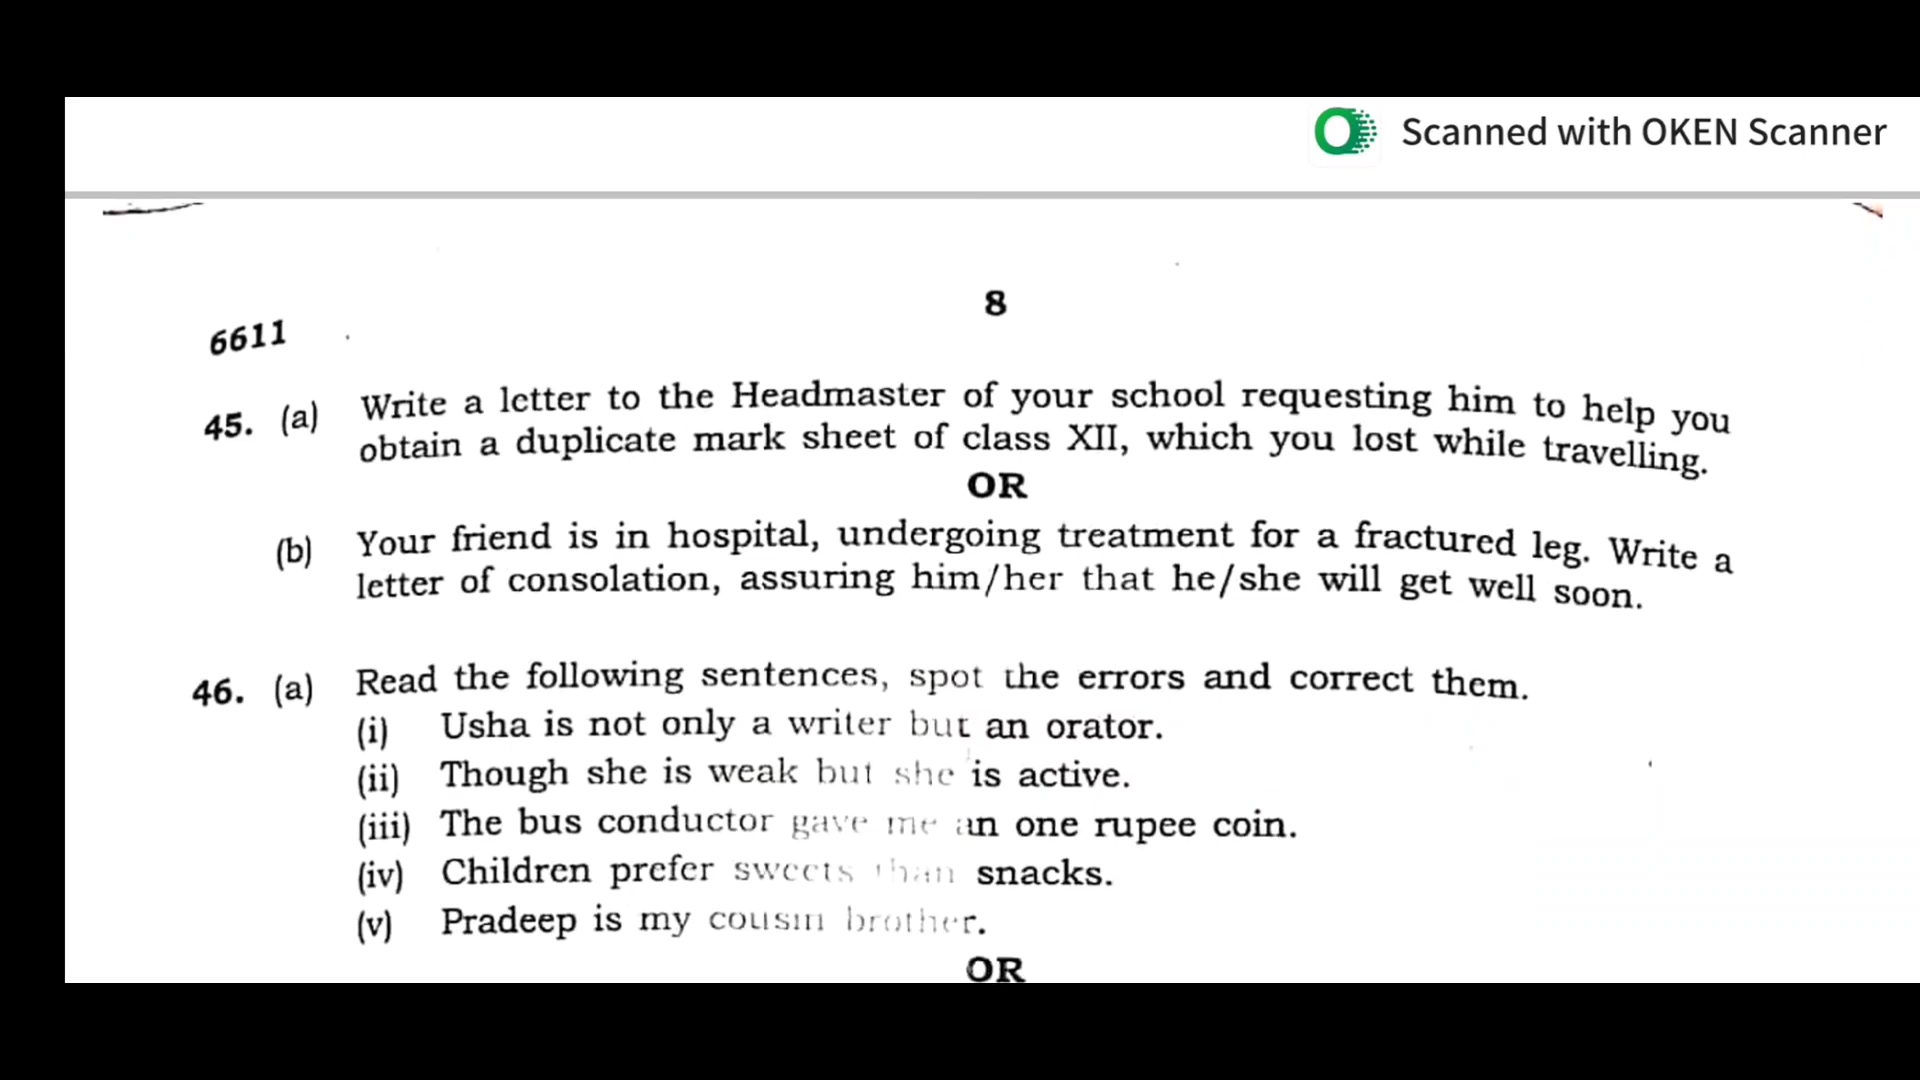 Scanned with OKEN Scanner
8
6611
45. (a) Write a letter to the Headmaster of your school requesting him to help you
obtain a duplicate mark sheet of class XII, which you lost while travelling.
OR
(b) Your friend is in hospital, undergoing treatment for a fractured leg. Write a
letter of consolation, assuring him/her that he/she will get well soon.
46. (a) Read the following sentences, spot the errors and correct them.
(i) Usha is not only a writer but an orator.
(ii) Though she is weak but she is active.
(iii) The bus conductor gave me an one rupee coin.
(iv) Children prefer sweets than snacks.
(v) Pradeep is my cousin brother.
OR